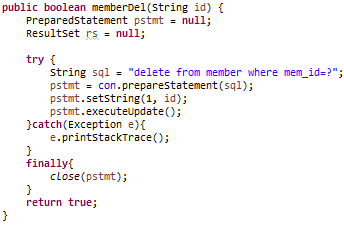 public boolean memberDel(String id) {
    PreparedStatement pstmt = null;
    ResultSet rs = null;

    try {
        String sql = "delete from member where mem_id=?";
        pstmt = con.prepareStatement(sql);
        pstmt.setString(1, id);
        pstmt.executeUpdate();
    }catch(Exception e){
        e.printStackTrace();
    }
    finally{
        close(pstmt);
    }
    return true;
}